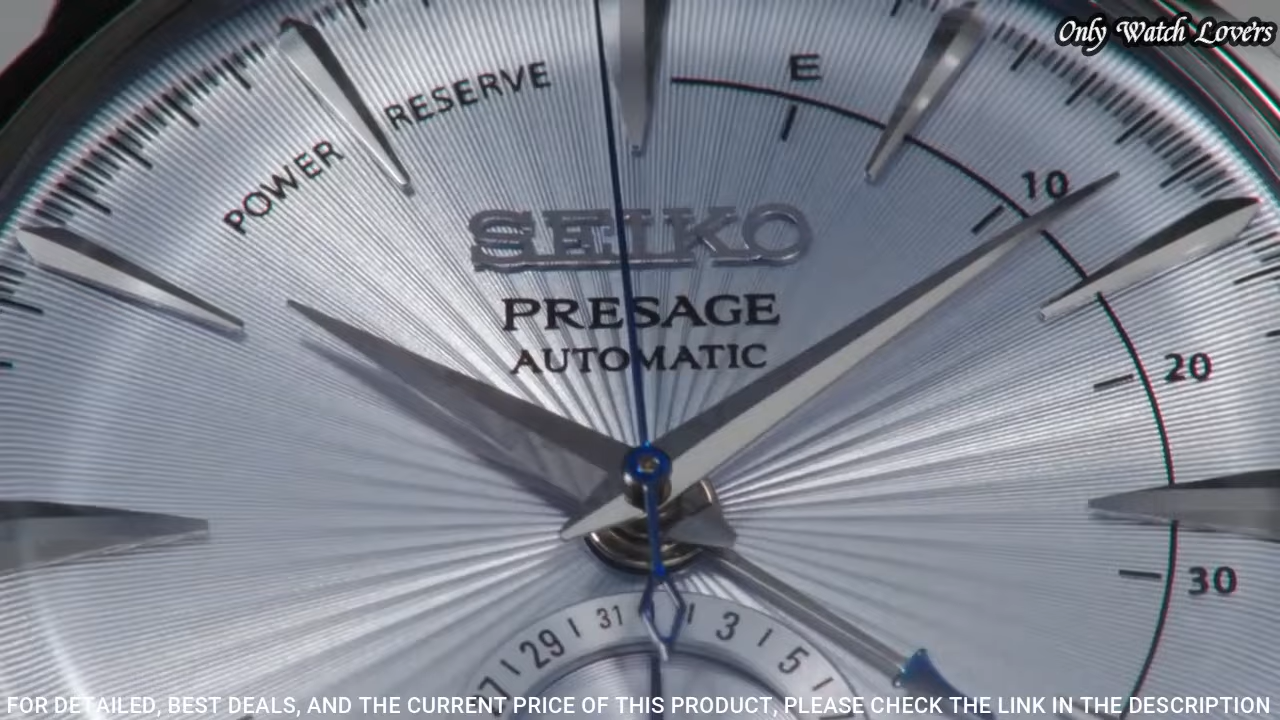 Only Watch Lovers
E
POWER RESERVE
10
SEIKO
PRESAGE
AUTOMATIC
20
30
31
29
3
5
FOR DETAILED, BEST DEALS, AND THE CURRENT PRICE OF THIS PRODUCT, PLEASE CHECK THE LINK IN THE DESCRIPTION